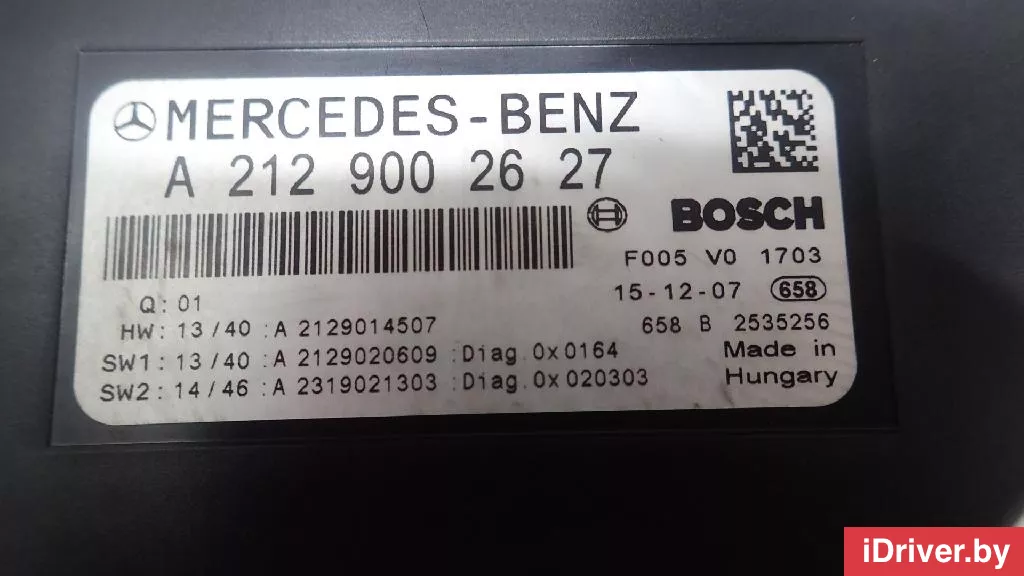 MERCEDES-BENZ
A 212 900 26 27
BOSCH
F005 V0 1703
15-12-07 658
Q: 01
HW: 13/40 :A 2129014507
658 B 2535256
SW1: 13/40 :A 2129020609 :Diag.0x0164
Made in
SW2: 14/46 :A 2319021303 :Diag.0x020303
Hungary
iDriver.by